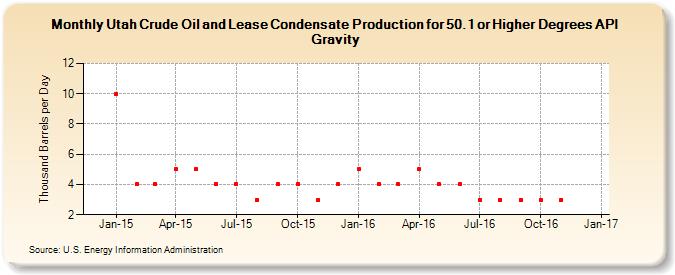 Monthly Utah Crude Oil and Lease Condensate Production for 50.1 or Higher Degrees API
Gravity
Thousand Barrels per Day
12
10
8
6
4
2
Jan-15 Apr-15 Jul-15 Oct-15 Jan-16 Apr-16 Jul-16 Oct-16 Jan-17
Source: U.S. Energy Information Administration